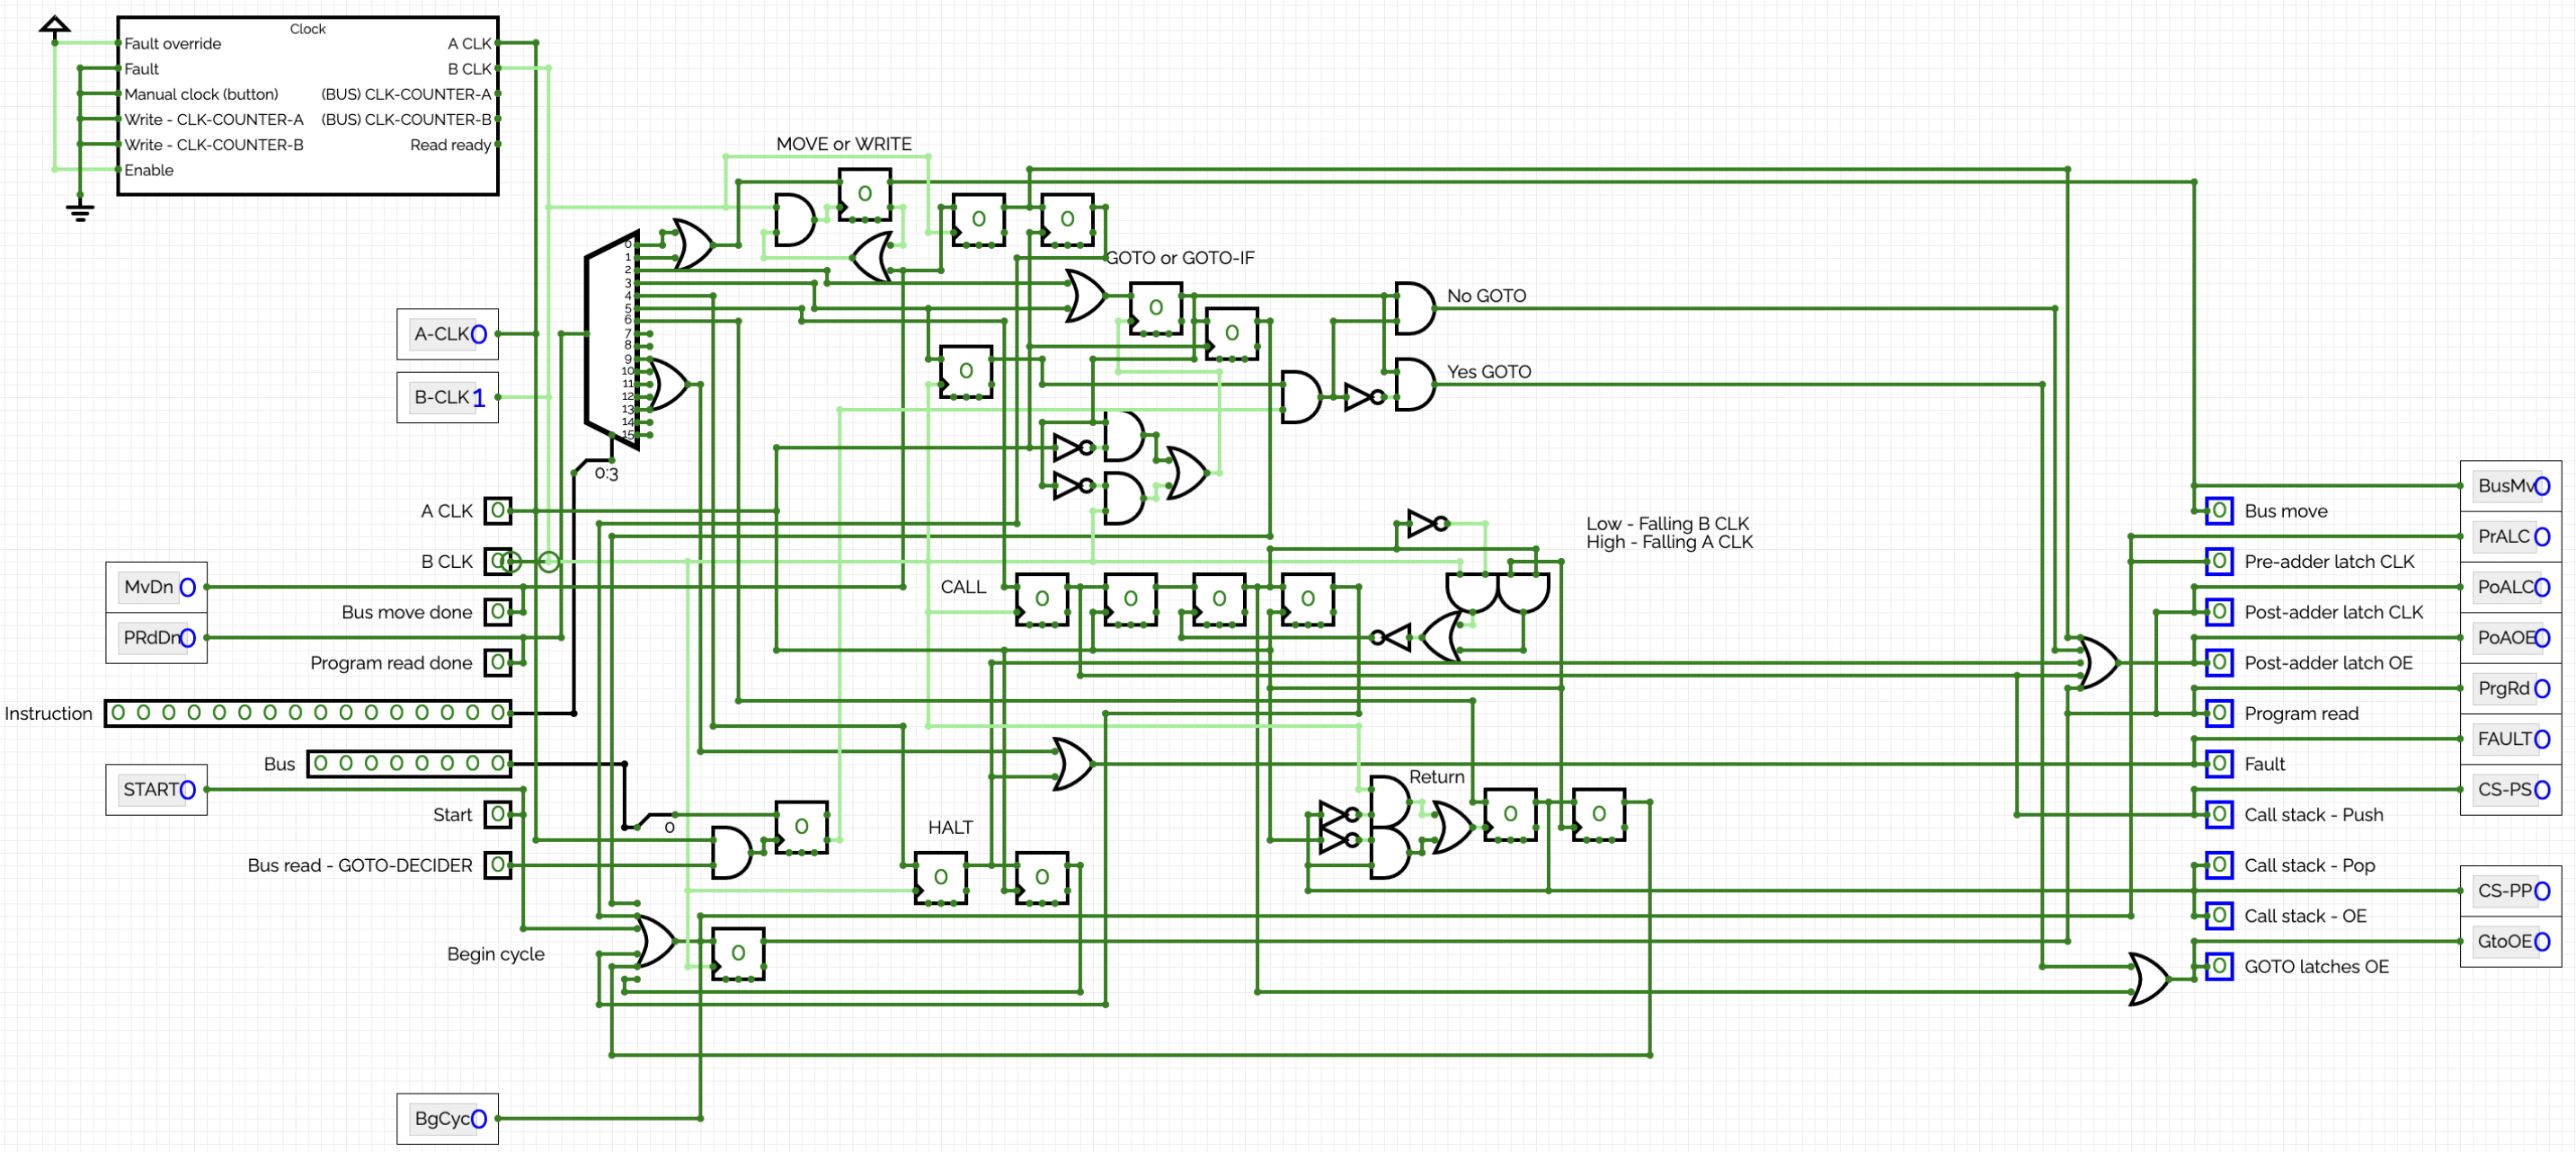 Clock
Fault override
A CLK
Fault
B CLK
Manual clock (button)
(BUS) CLK-COUNTER-A
Write - CLK-COUNTER-A
(BUS) CLK-COUNTER-B
Write - CLK-COUNTER-B
Read ready
Enable
MOVE or WRITE
0
0
0
0
1
2
3
4
5
6
7
8
9
10
11
12
13
14
15
0:3
GOTO or GOTO-IF
0
0
0
No GOTO
Yes GOTO
A-CLK 0
B-CLK 1
A CLK 0
B CLK 0
MvDn 0
Bus move done 0
PRdDn 0
Program read done 0
Instruction 0 0 0 0 0 0 0 0 0 0 0 0 0 0 0 0
Bus 0 0 0 0 0 0 0 0
START 0
Start 0
Bus read - GOTO-DECIDER 0
0
0
Begin cycle
0
BgCyc 0
CALL
0
0
0
0
Low - Falling B CLK
High - Falling A CLK
HALT
0
0
Return
0
0
BusMv 0
0 Bus move
PrALC 0
0 Pre-adder latch CLK
PoALC 0
0 Post-adder latch CLK
PoAOE 0
0 Post-adder latch OE
PrgRd 0
0 Program read
FAULT 0
0 Fault
CS-PS 0
0 Call stack - Push
0 Call stack - Pop
CS-PP 0
0 Call stack - OE
GtoOE 0
0 GOTO latches OE